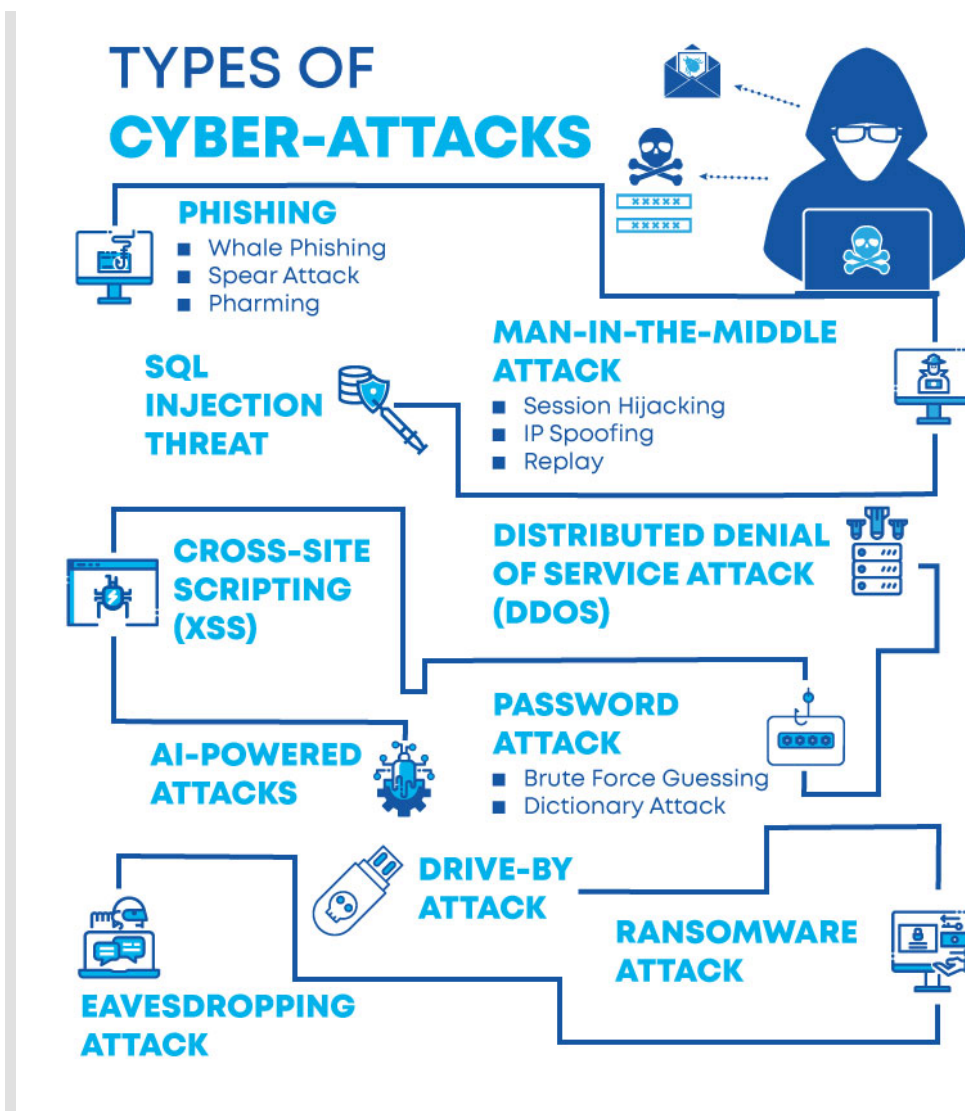 TYPES OF
CYBER-ATTACKS
XXXXX
XXXXX
PHISHING
■ Whale Phishing
■ Spear Attack
■ Pharming
MAN-IN-THE-MIDDLE
ATTACK
■ Session Hijacking
■ IP Spoofing
■ Replay
SQL
INJECTION
THREAT
CROSS-SITE
SCRIPTING
(XSS)
DISTRIBUTED DENIAL
OF SERVICE ATTACK
(DDOS)
PASSWORD
ATTACK
■ Brute Force Guessing
■ Dictionary Attack
AI-POWERED
ATTACKS
DRIVE-BY
ATTACK
RANSOMWARE
ATTACK
EAVESDROPPING
ATTACK